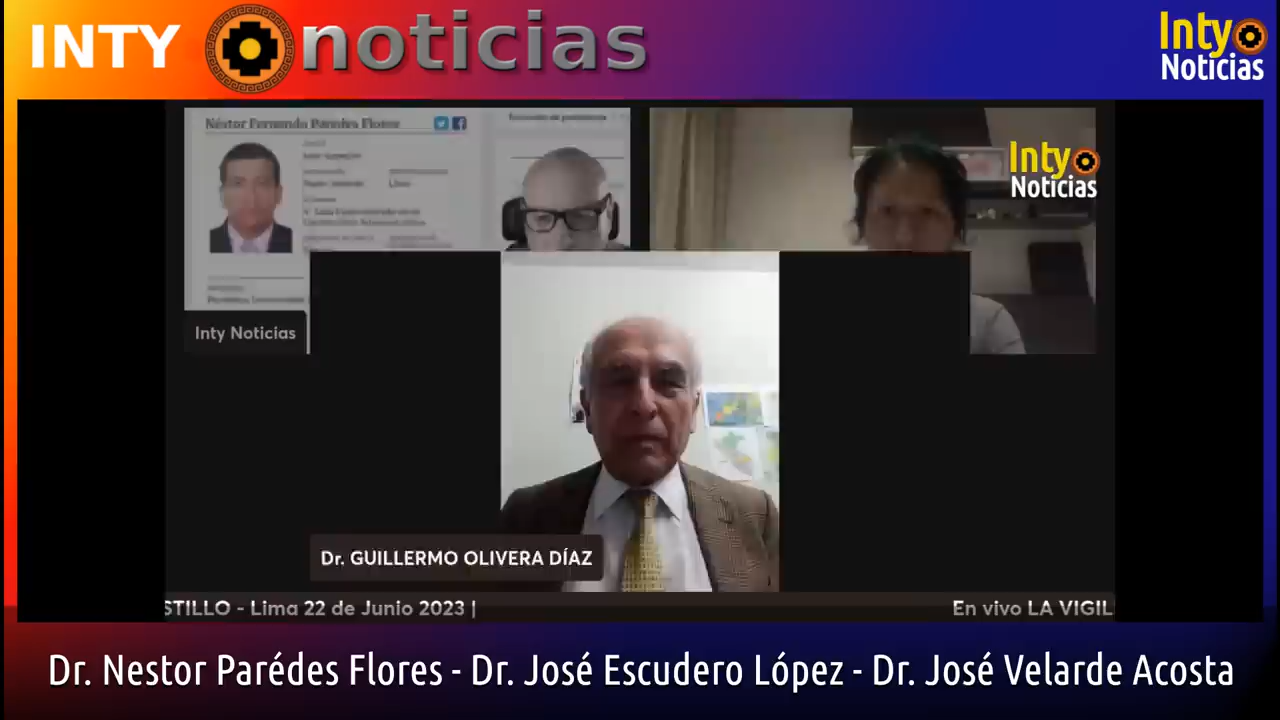 INTY noticias
Inty
Noticias
Néstor Fernando Paredes Flores
Inty
Noticias
Inty Noticias
Dr. GUILLERMO OLIVERA DÍAZ
STILLO - Lima 22 de Junio 2023 |
En vivo LA VIGIL
Dr. Nestor Parédes Flores - Dr. José Escudero López - Dr. José Velarde Acosta